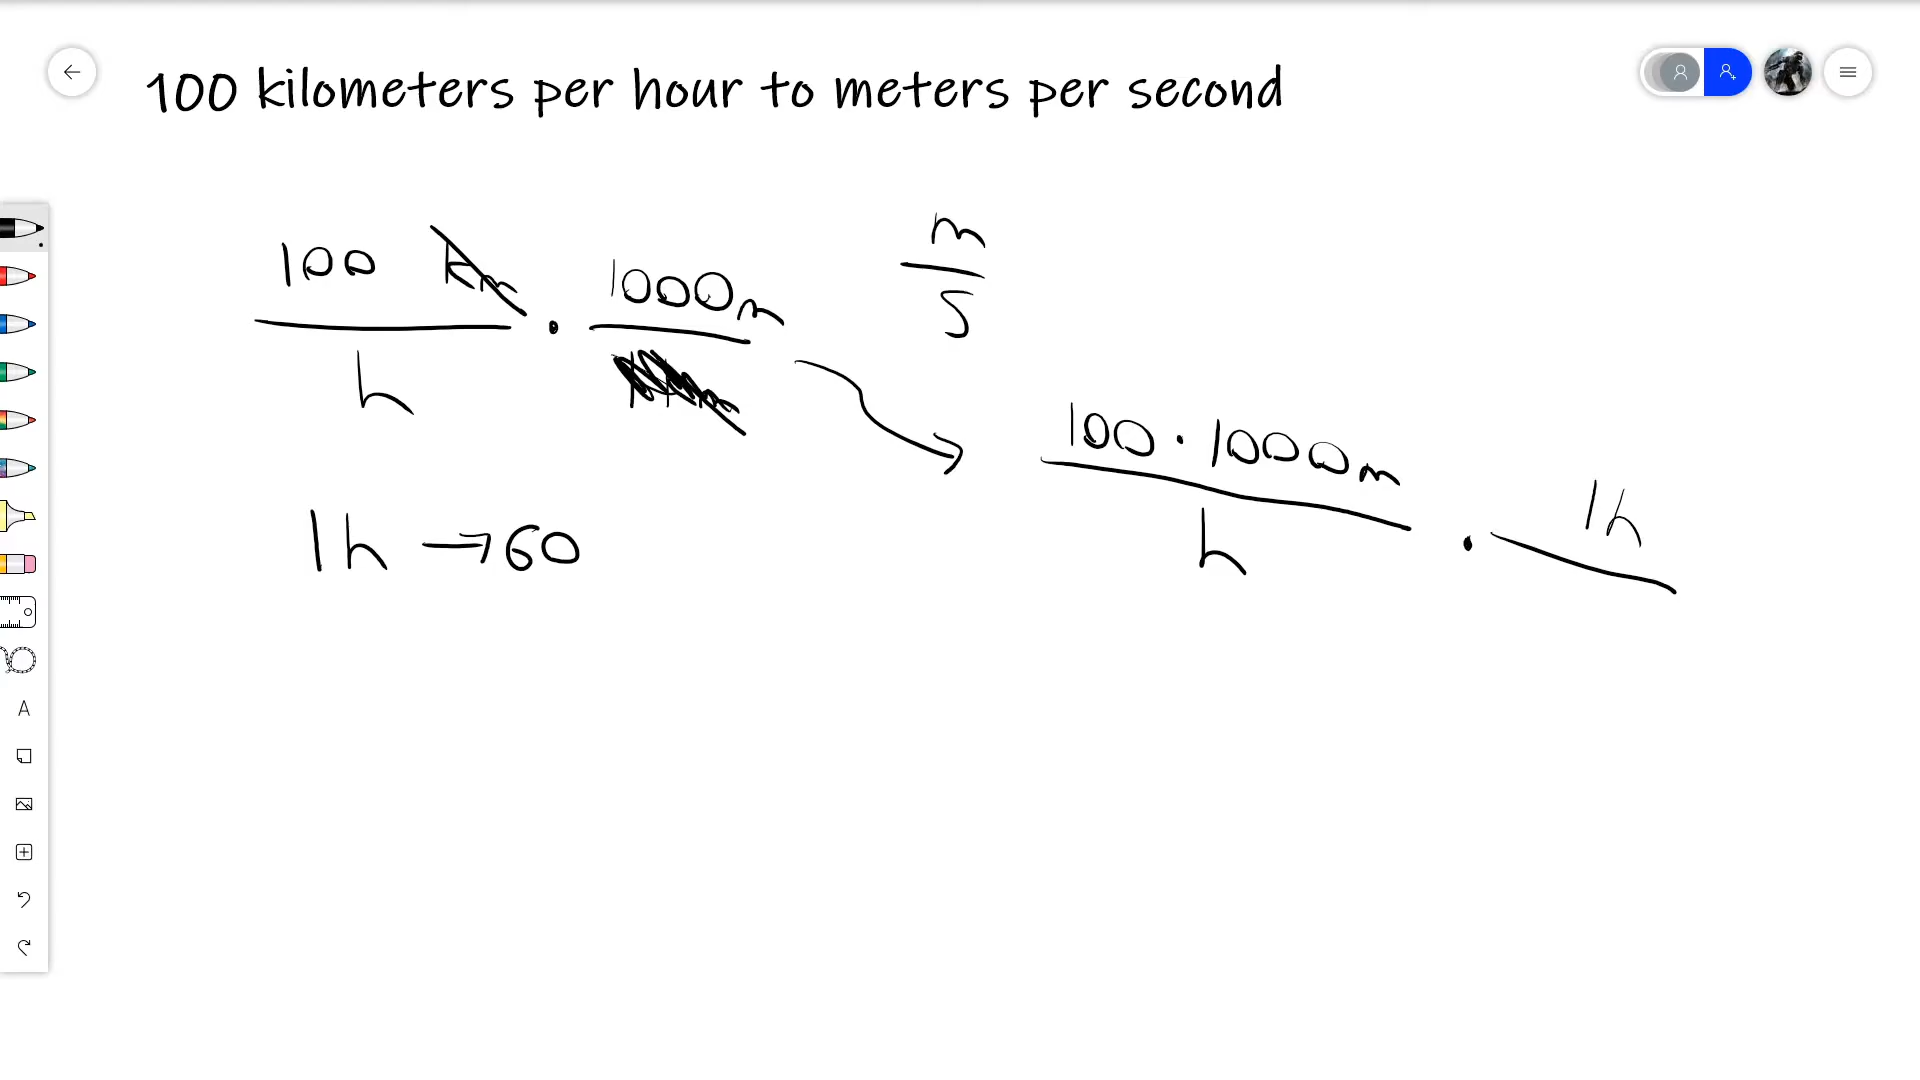 100 kilometers per hour to meters per second
100 km
h
·
1000m
m
s
100 · 1000m
h
·
1h
1h → 60
A